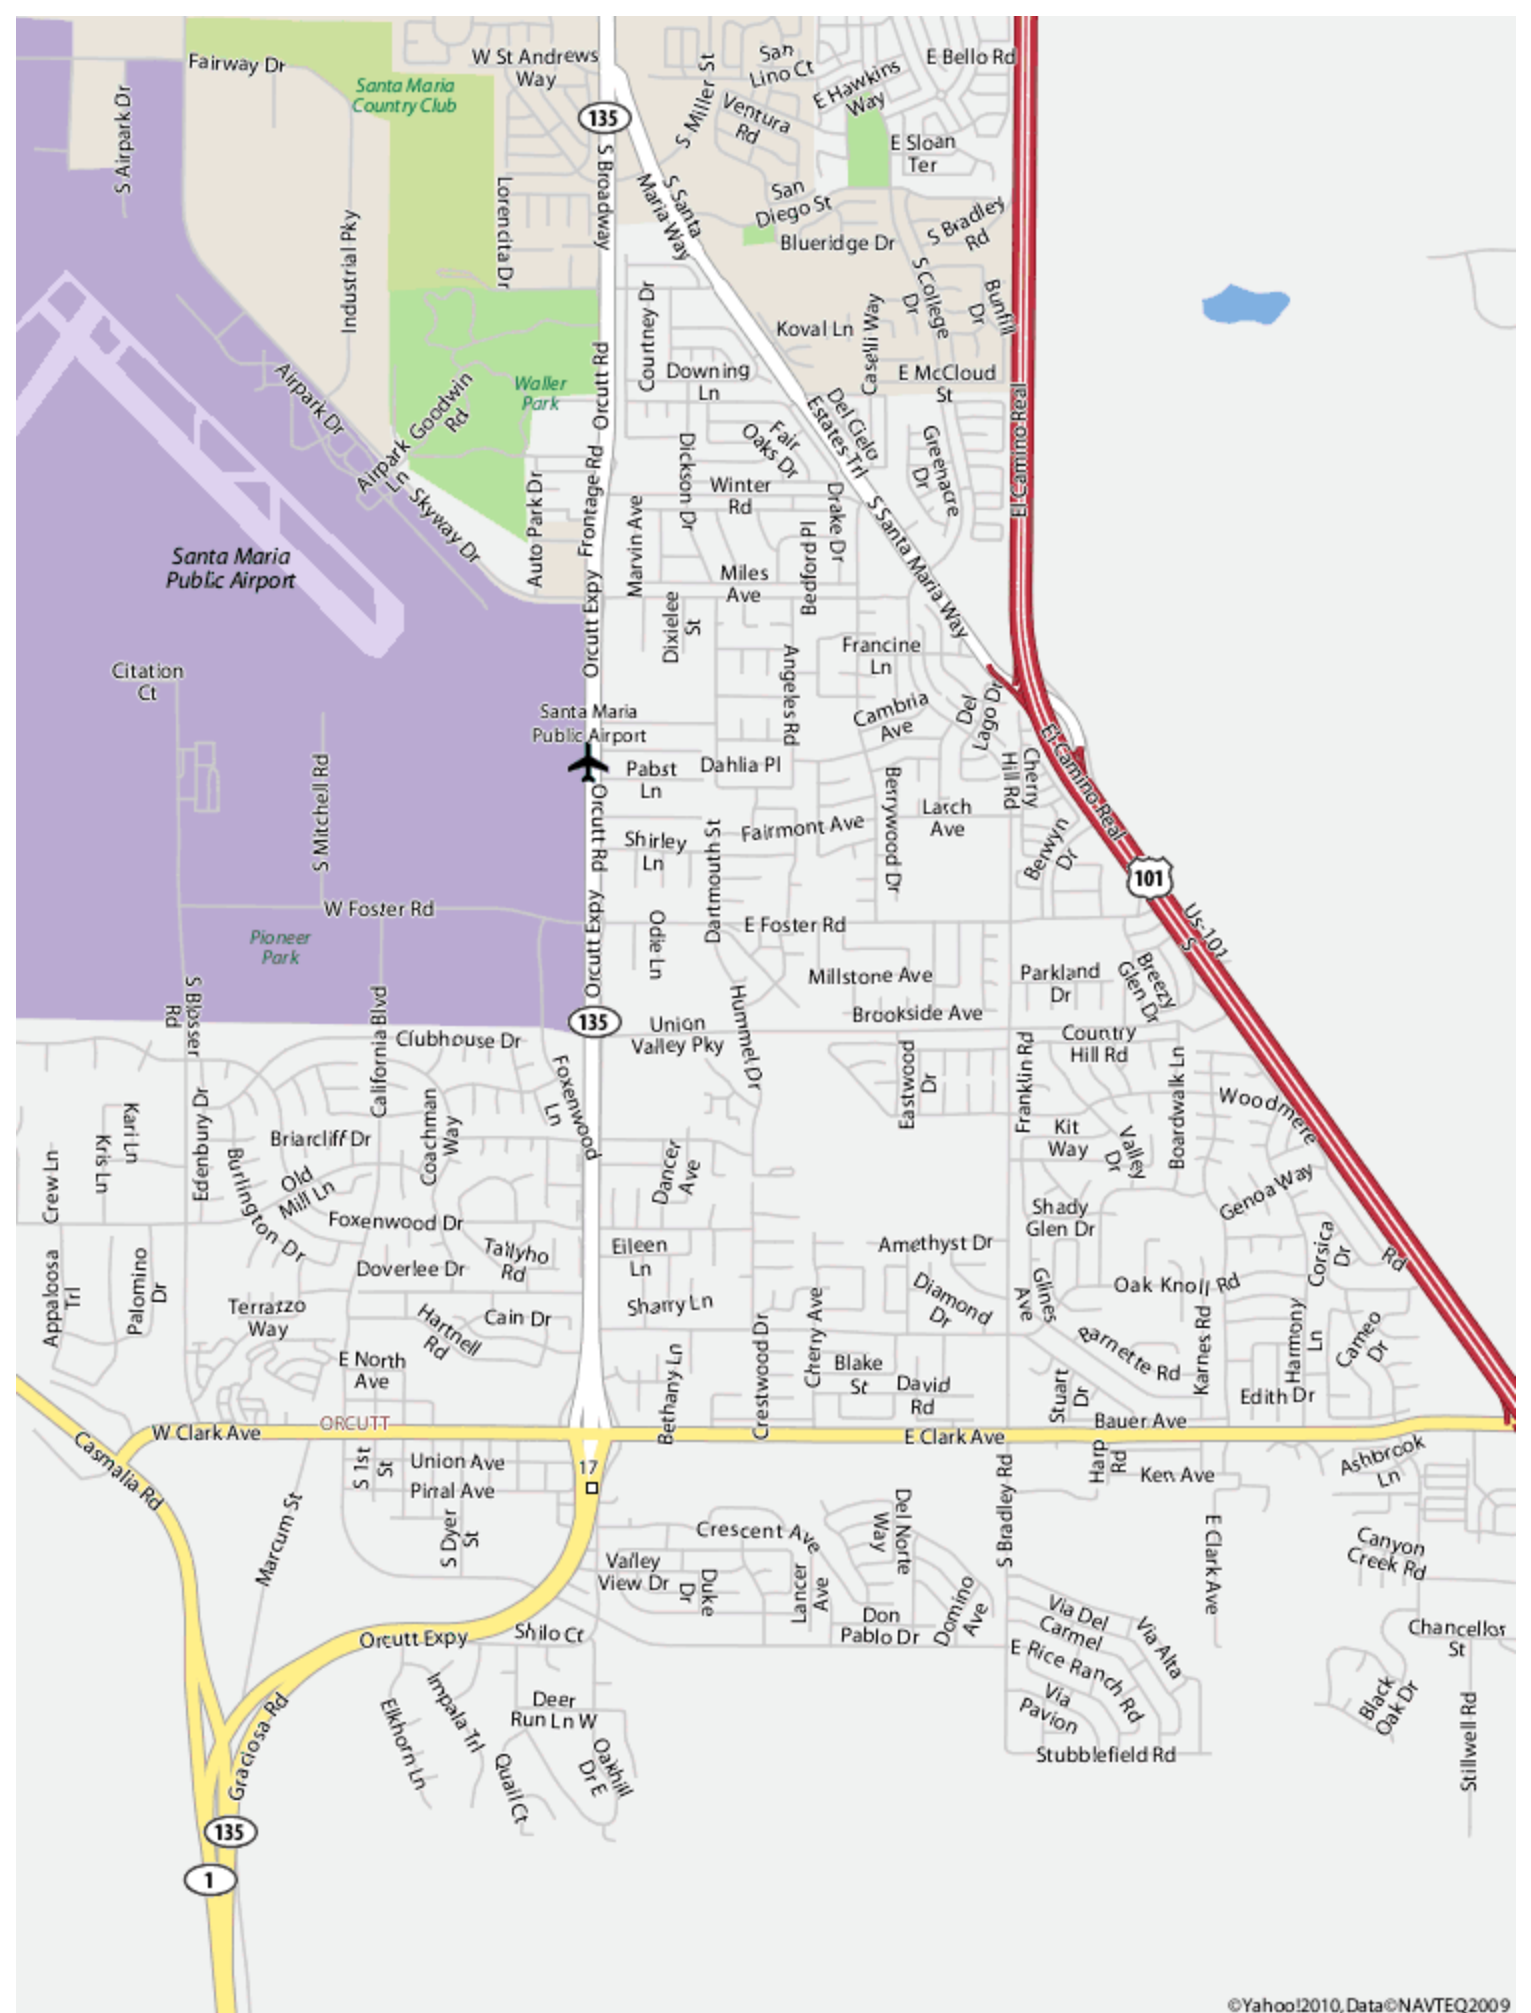 Fairway Dr
W St Andrews
Way
San
Lino Ct
E Bello Rd
S Airpark Dr
Santa Maria
Country Club
S Miller St
E Hawkins
Way
135
Ventura
Rd
E Sloan
Ter
S Broadway
Lorencita Dr
S Santa
Maria Way
San
Diego St
S Bradley
Rd
Blueridge Dr
Industrial Pky
S College
Dr
Bunfill
Dr
Courtney Dr
Koval Ln
Casalli Way
Orcutt Rd
Downing
Ln
E McCloud
St
Airpark Dr
Goodwin
Rd
Waller
Park
Del Cielo
Estates Trl
El Camino Real
Fair
Oaks Dr
Greenacre
Dr
Airpark
Ln
Dickson Dr
Frontage Rd
Winter
Rd
Drake Dr
Skyway Dr
Auto Park Dr
Marvin Ave
S Santa Maria Way
Bedford Pl
Santa Maria
Public Airport
Miles
Ave
Orcutt Expy
Dixielee
St
Francine
Ln
Citation
Ct
Angeles Rd
Santa Maria
Public Airport
Cambria
Ave
Del
Lago Dr
El Camino Real
Pabst
Ln
Dahlia Pl
Cherry
Hill Rd
S Mitchell Rd
Orcutt Rd
Berrywood Dr
Larch
Ave
Shirley
Ln
Dartmouth St
Fairmont Ave
Berwyn
Dr
101
W Foster Rd
Orcutt Expy
Odie Ln
E Foster Rd
Us-101
S
Pioneer
Park
Millstone Ave
Parkland
Dr
Breezy
Glen Dr
S Blosser
Rd
California Blvd
135
Hummel Dr
Brookside Ave
Clubhouse Dr
Union
Valley Pky
Country
Hill Rd
Foxenwood
Ln
Eastwood
Dr
Franklin Rd
Boardwalk Ln
Woodmere
Rd
Kari Ln
Kris Ln
Edenbury Dr
Briarcliff Dr
Coachman
Way
Kit
Way
Valley
Dr
Crew Ln
Burlington Dr
Old
Mill Ln
Dancer
Ave
Genoa Way
Foxenwood Dr
Shady
Glen Dr
Appaloosa
Trl
Palomino
Dr
Doverlee Dr
Tallyho
Rd
Eileen
Ln
Amethyst Dr
Corsica
Dr
Oak Knoll Rd
Terrazzo
Way
Hartnell
Rd
Cain Dr
Sharry Ln
Diamond
Dr
Glines
Ave
Crestwood Dr
Cherry Ave
Barnette Rd
Karnes Rd
Harmony
Ln
Cameo
Dr
E North
Ave
Bethany Ln
Blake
St
David
Rd
Stuart
Dr
Edith Dr
ORCUTT
W Clark Ave
E Clark Ave
Bauer Ave
Casmalia Rd
S 1st
St
Union Ave
17
Harp
Rd
Ken Ave
Ashbrook
Ln
Pinal Ave
S Bradley Rd
Marcum St
S Dyer
St
Crescent Ave
Del Norte
Way
E Clark Ave
Canyon
Creek Rd
Valley
View Dr
Duke
Dr
Lancer
Ave
Domino
Ave
Don
Pablo Dr
Via Del
Carmel
Via Alta
Orcutt Expy
Shilo Ct
Chancellor
St
E Rice Ranch Rd
Impala Trl
Elkhorn Ln
Deer
Run Ln W
Via
Pavion
Black
Oak Dr
Graciosa Rd
Quail Ct
Oakhill
Dr E
Stubblefield Rd
Stillwell Rd
135
1
©Yahoo!2010, Data©NAVTEQ2009